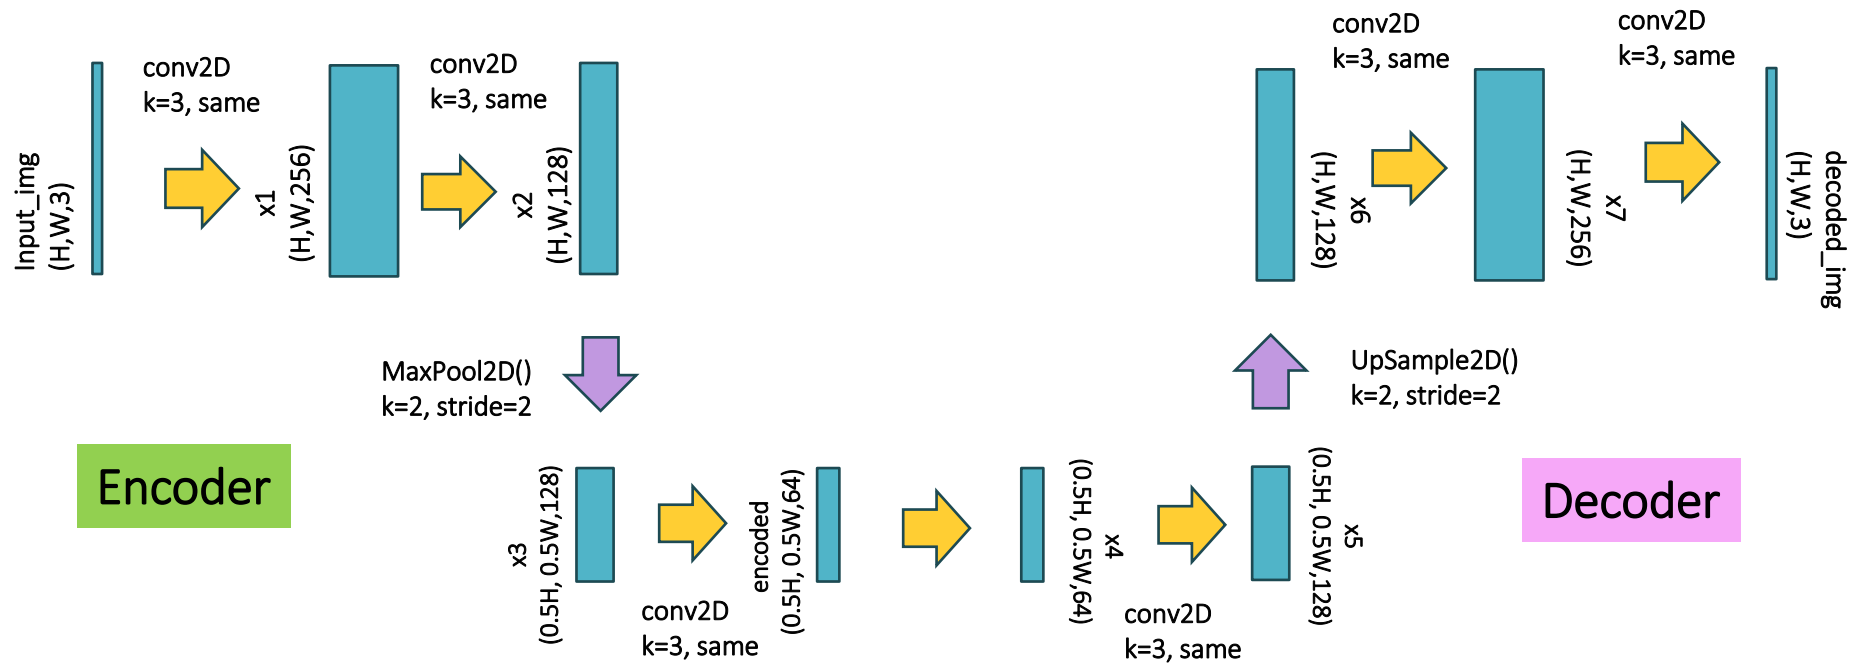 conv2D
k=3, same
conv2D
k=3, same
Input_img
(H,W,3)
x1
(H,W,256)
x2
(H,W,128)
MaxPool2D()
k=2, stride=2
Encoder
x3
(0.5H, 0.5W,128)
conv2D
k=3, same
encoded
(0.5H, 0.5W,64)
x4
(0.5H, 0.5W,64)
conv2D
k=3, same
x5
(0.5H, 0.5W,128)
UpSample2D()
k=2, stride=2
Decoder
x6
(H,W,128)
conv2D
k=3, same
x7
(H,W,256)
conv2D
k=3, same
decoded_img
(H,W,3)